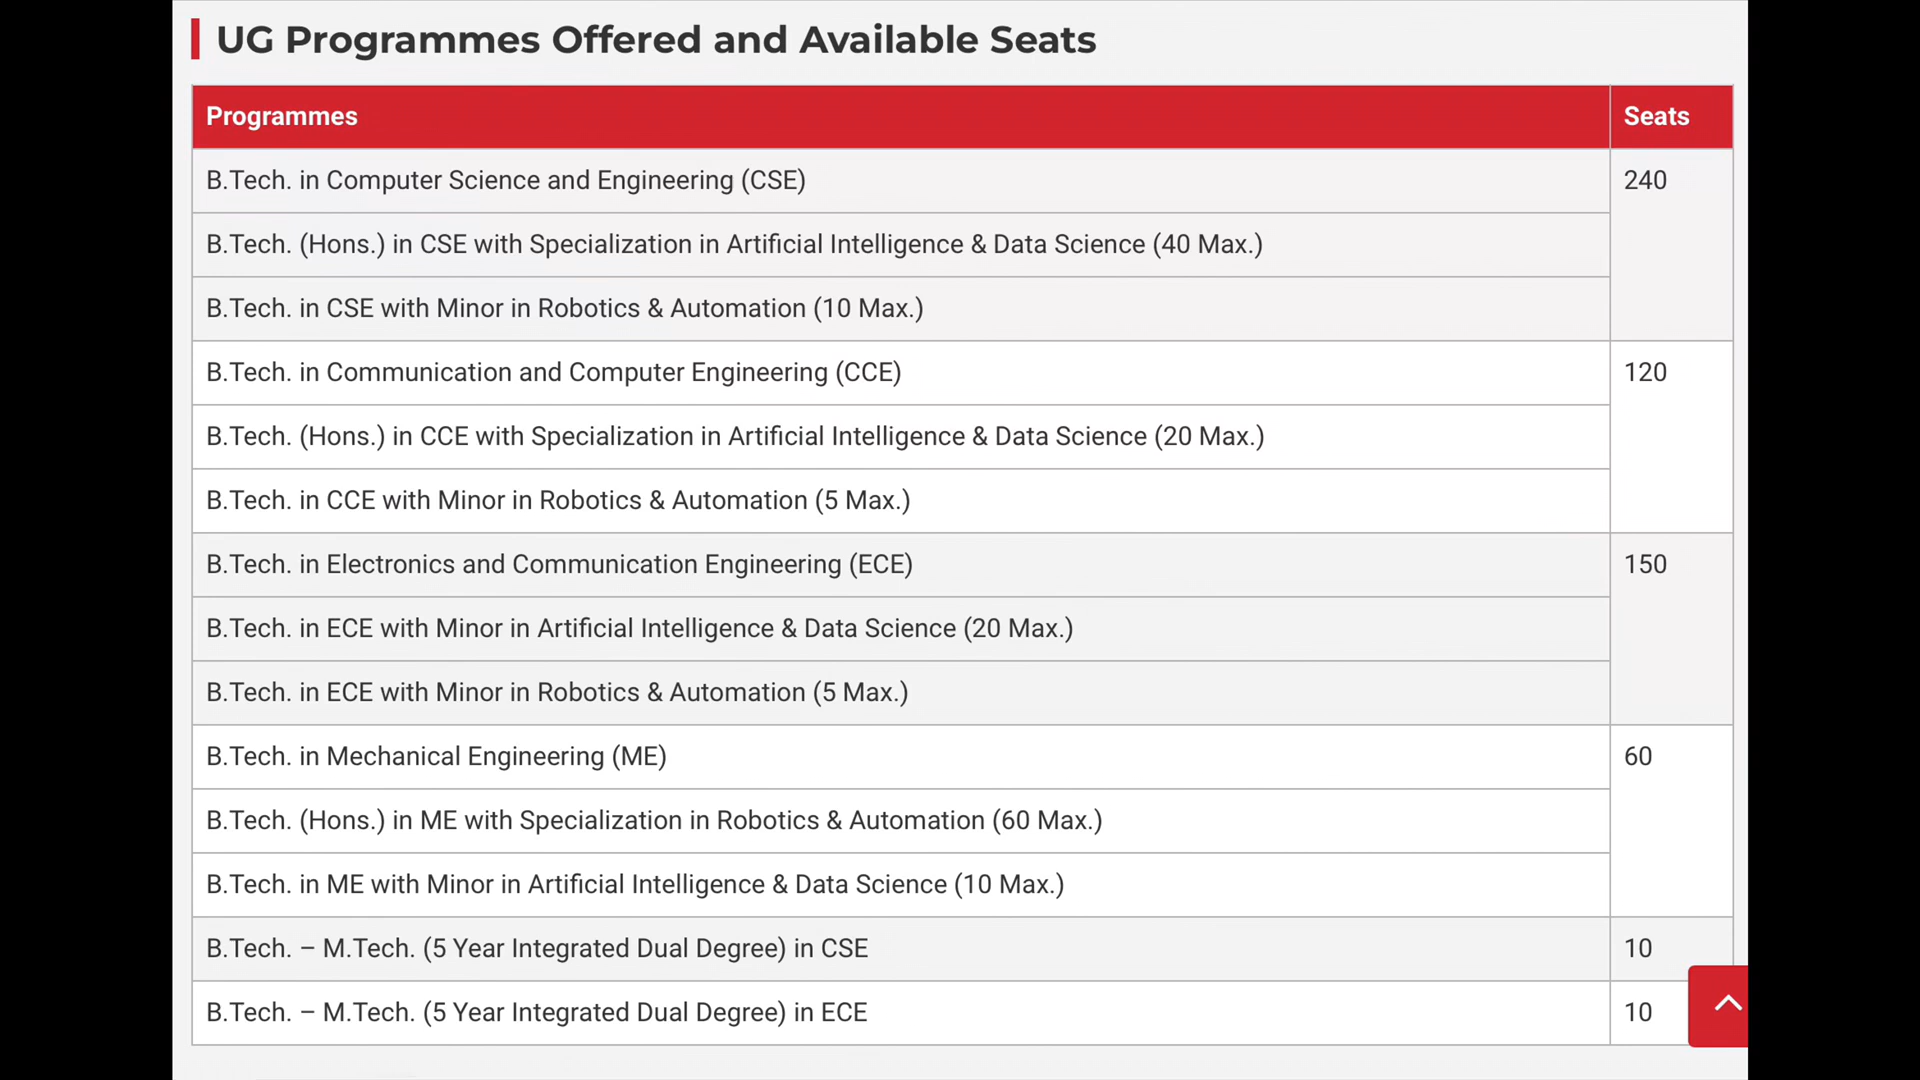 UG Programmes Offered and Available Seats
Programmes Seats
B.Tech. in Computer Science and Engineering (CSE) 240
B.Tech. (Hons.) in CSE with Specialization in Artificial Intelligence & Data Science (40 Max.)
B.Tech. in CSE with Minor in Robotics & Automation (10 Max.)
B.Tech. in Communication and Computer Engineering (CCE) 120
B.Tech. (Hons.) in CCE with Specialization in Artificial Intelligence & Data Science (20 Max.)
B.Tech. in CCE with Minor in Robotics & Automation (5 Max.)
B.Tech. in Electronics and Communication Engineering (ECE) 150
B.Tech. in ECE with Minor in Artificial Intelligence & Data Science (20 Max.)
B.Tech. in ECE with Minor in Robotics & Automation (5 Max.)
B.Tech. in Mechanical Engineering (ME) 60
B.Tech. (Hons.) in ME with Specialization in Robotics & Automation (60 Max.)
B.Tech. in ME with Minor in Artificial Intelligence & Data Science (10 Max.)
B.Tech. – M.Tech. (5 Year Integrated Dual Degree) in CSE 10
B.Tech. – M.Tech. (5 Year Integrated Dual Degree) in ECE 10